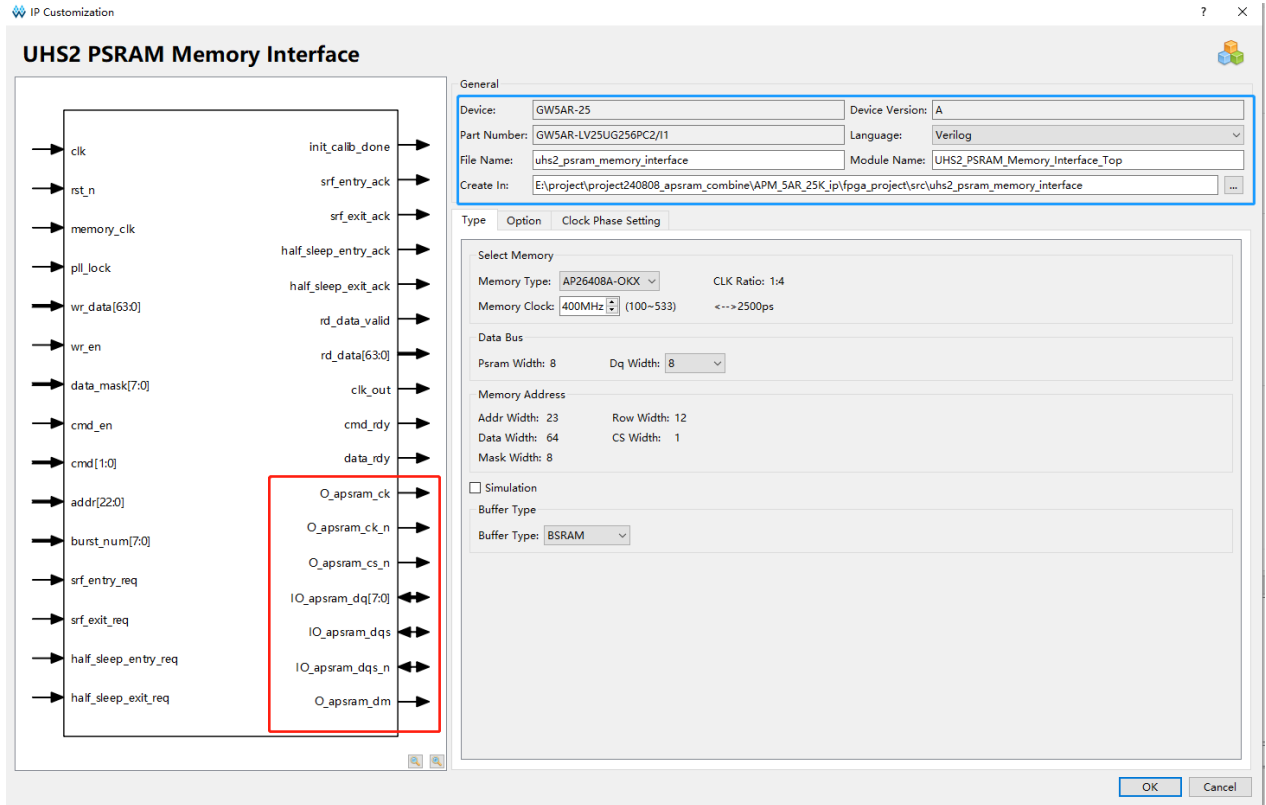 IP Customization
?
UHS2 PSRAM Memory Interface
clk
rst_n
memory_clk
pll_lock
wr_data[63:0]
wr_en
data_mask[7:0]
cmd_en
cmd[1:0]
addr[22:0]
burst_num[7:0]
srf_entry_req
srf_exit_req
half_sleep_entry_req
half_sleep_exit_req
init_calib_done
srf_entry_ack
srf_exit_ack
half_sleep_entry_ack
half_sleep_exit_ack
rd_data_valid
rd_data[63:0]
clk_out
cmd_rdy
data_rdy
O_apsram_ck
O_apsram_ck_n
O_apsram_cs_n
IO_apsram_dq[7:0]
IO_apsram_dqs
IO_apsram_dqs_n
O_apsram_dm
General
Device: GW5AR-25 Device Version: A
Part Number: GW5AR-LV25UG256PC2/I1 Language: Verilog
File Name: uhs2_psram_memory_interface Module Name: UHS2_PSRAM_Memory_Interface_Top
Create In: E:\project\project240808_apsram_combine\APM_5AR_25K_ip\fpga_project\src\uhs2_psram_memory_interface ...
Type Option Clock Phase Setting
Select Memory
Memory Type: AP26408A-OKX CLK Ratio: 1:4
Memory Clock: 400MHz (100~533) <-->2500ps
Data Bus
Psram Width: 8 Dq Width: 8
Memory Address
Addr Width: 23 Row Width: 12
Data Width: 64 CS Width: 1
Mask Width: 8
Simulation
Buffer Type
Buffer Type: BSRAM
OK Cancel